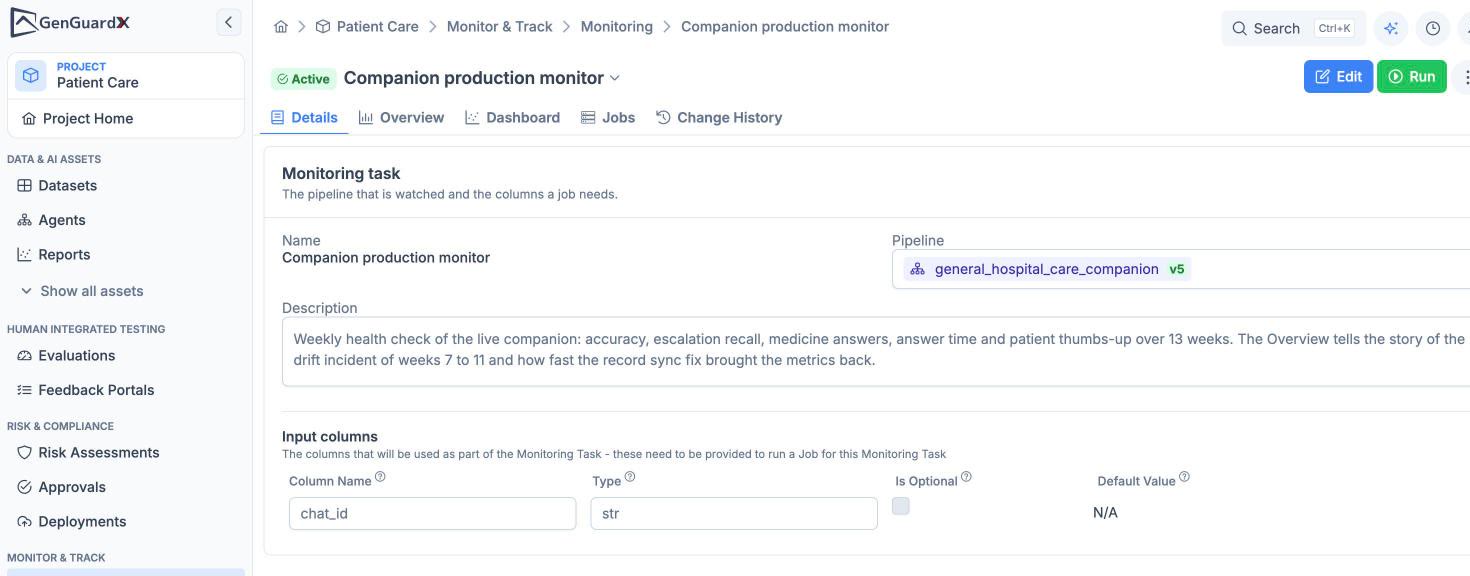 GenGuardX
PROJECT
Patient Care
Project Home
DATA & AI ASSETS
Datasets
Agents
Reports
Show all assets
HUMAN INTEGRATED TESTING
Evaluations
Feedback Portals
RISK & COMPLIANCE
Risk Assessments
Approvals
Deployments
MONITOR & TRACK
Patient Care > Monitor & Track > Monitoring > Companion production monitor
Search Ctrl+K
Active Companion production monitor
Edit Run
Details Overview Dashboard Jobs Change History
Monitoring task
The pipeline that is watched and the columns a job needs.
Name
Companion production monitor
Pipeline
general_hospital_care_companion v5
Description
Weekly health check of the live companion: accuracy, escalation recall, medicine answers, answer time and patient thumbs-up over 13 weeks. The Overview tells the story of the
drift incident of weeks 7 to 11 and how fast the record sync fix brought the metrics back.
Input columns
The columns that will be used as part of the Monitoring Task - these need to be provided to run a Job for this Monitoring Task
Column Name Type Is Optional Default Value
chat_id str N/A